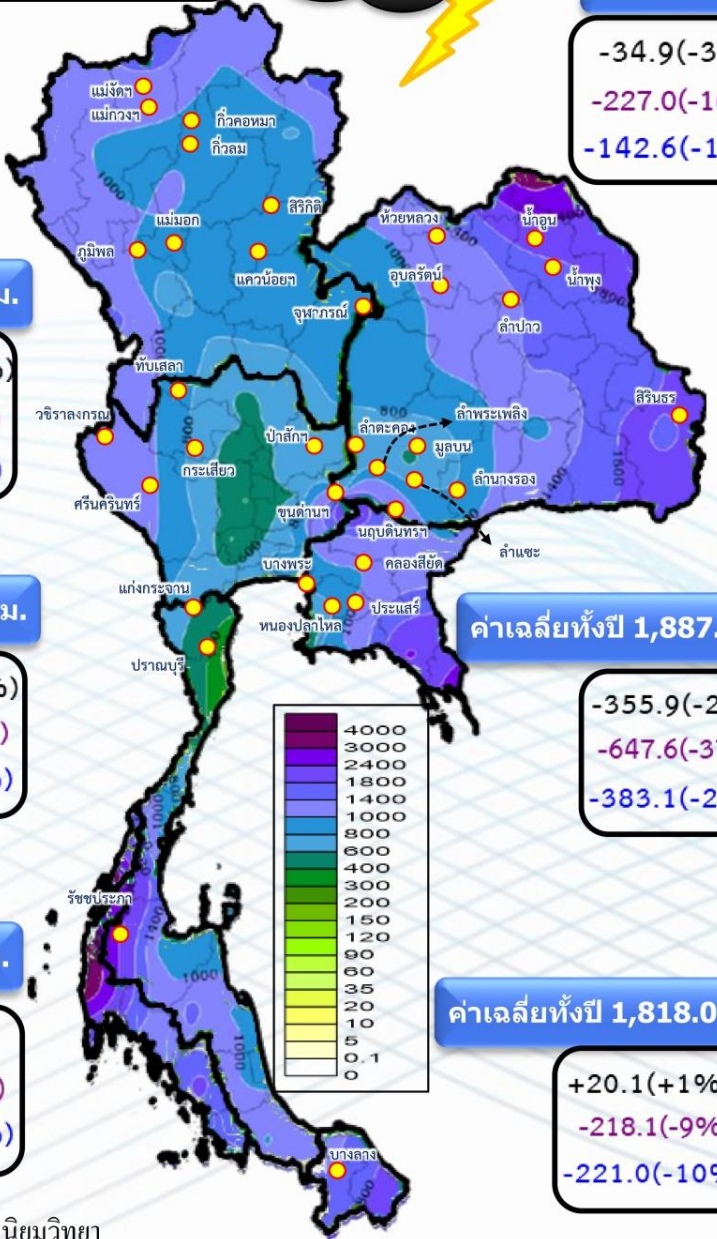 -34.9(-3
-227.0(-1
-142.6(-1
แม่งัดฯ
แม่กวงฯ
กิ่วคอหมา
กิ่วลม
1000
สิริกิติ์
แม่มอก
ภูมิพล
แควน้อยฯ
ห้วยหลวง
น้ำอูน
อุบลรัตน์
น้ำพุง
ลำปาว
จุฬาภรณ์
ม.
)
ทับเสลา
วชิราลงกรณ
800
ลำพระเพลิง
สิรินธร
ป่าสักฯ
ลำตะคอง
มูลบน
กระเสียว
1400
ศรีนครินทร์
ลำนางรอง
ขุนด่านฯ
นฤบดินทรฯ
ลำแซะ
บางพระ
คลองสียัด
แก่งกระจาน
ประแสร์
หนองปลาไหล
ม.
ค่าเฉลี่ยทั้งปี 1,887.
ปราณบุรี
%)
)
-355.9(-2
-647.6(-3
-383.1(-2
4000
3000
2400
1800
1400
1000
800
600
400
300
200
150
120
90
60
35
20
10
5
0.1
0
รัชชประภา
1400
1000
1000
ค่าเฉลี่ยทั้งปี 1,818.0
+20.1(+1%
-218.1(-9%
-221.0(-10%
)
)
บางลาง
800
นิยมวิทยา